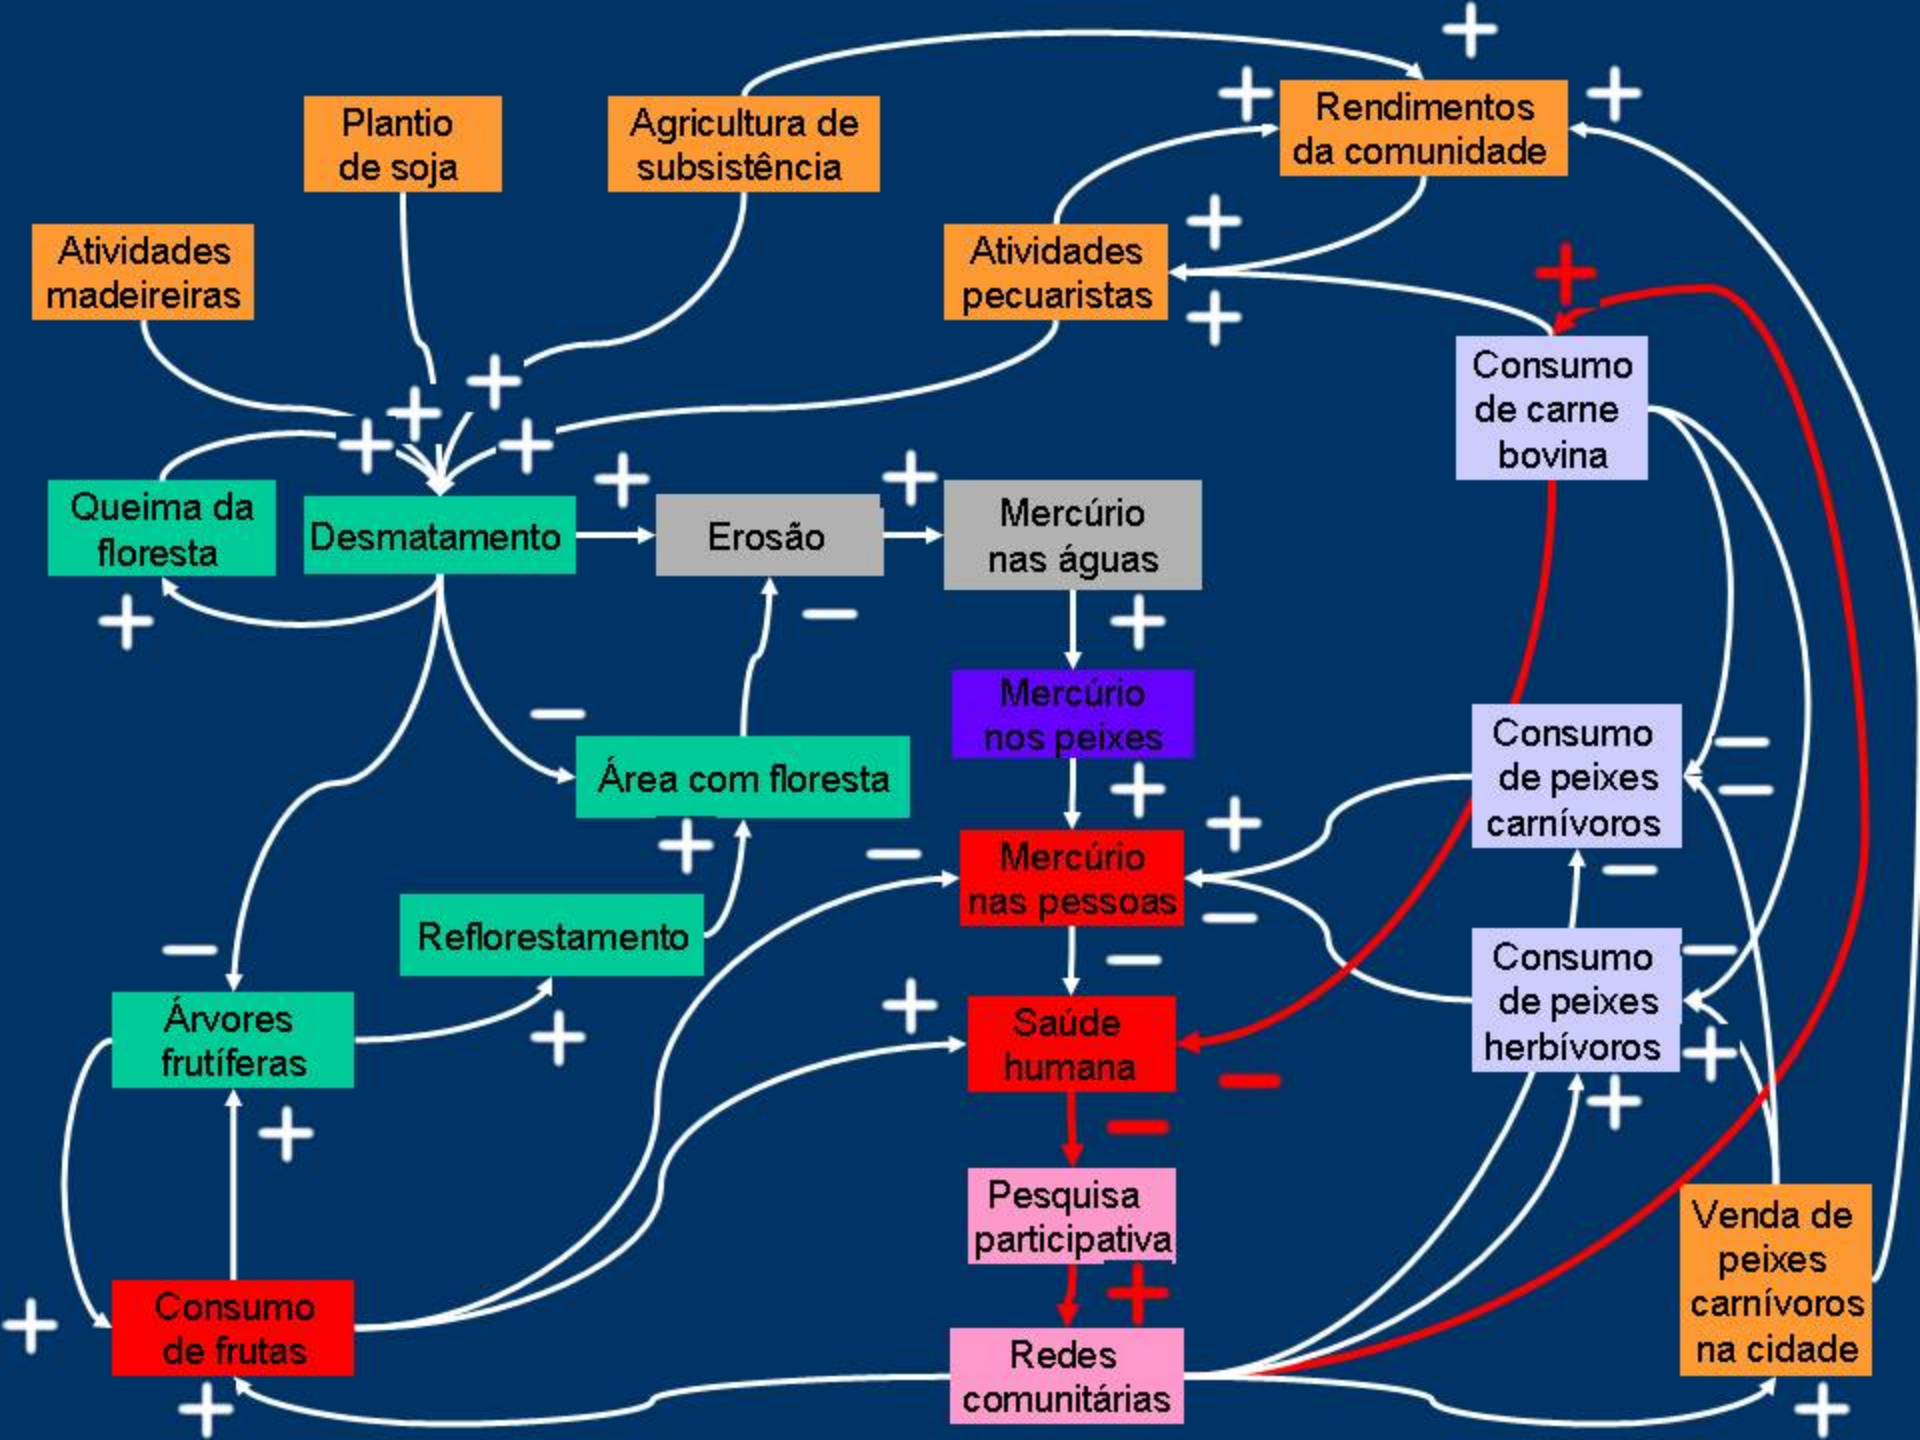 Plantio
de soja
Agricultura de
subsistência
Rendimentos
da comunidade
Atividades
madeireiras
Atividades
pecuaristas
Consumo
de carne
bovina
Queima da
floresta
Desmatamento
Erosão
Mercúrio
nas águas
Mercúrio
nos peixes
Consumo
de peixes
carnívoros
Área com floresta
Mercúrio
nas pessoas
Reflorestamento
Consumo
de peixes
herbívoros
Árvores
frutíferas
Saúde
humana
Pesquisa
participativa
Venda de
peixes
carnívoros
na cidade
Consumo
de frutas
Redes
comunitárias